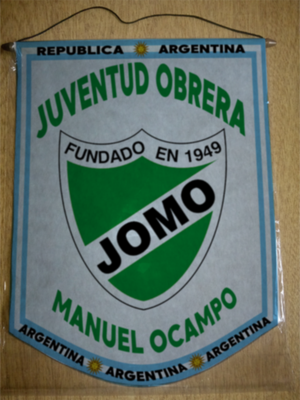 REPUBLICA ARGENTINA
JUVENTUD OBRERA
FUNDADO EN 1949
JOMO
MANUEL OCAMPO
ARGENTINA ARGENTINA ARGENTINA